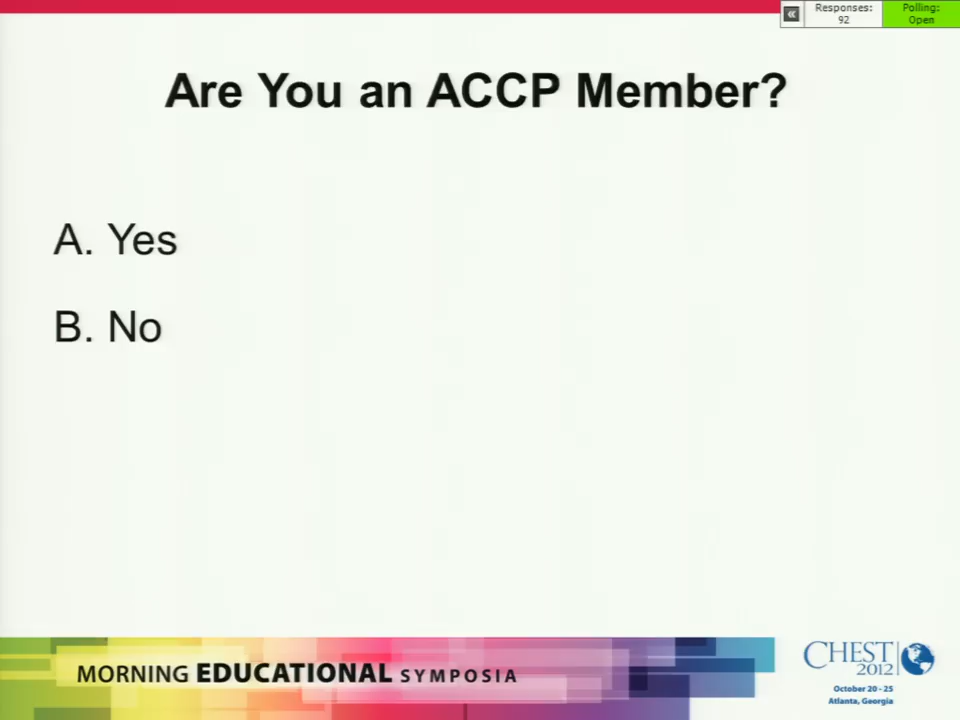 Responses:
92
Polling:
Open
Are You an ACCP Member?
A. Yes
B. No
MORNING EDUCATIONAL SYMPOSIA
CHEST
2012
October 20 - 25
Atlanta, Georgia